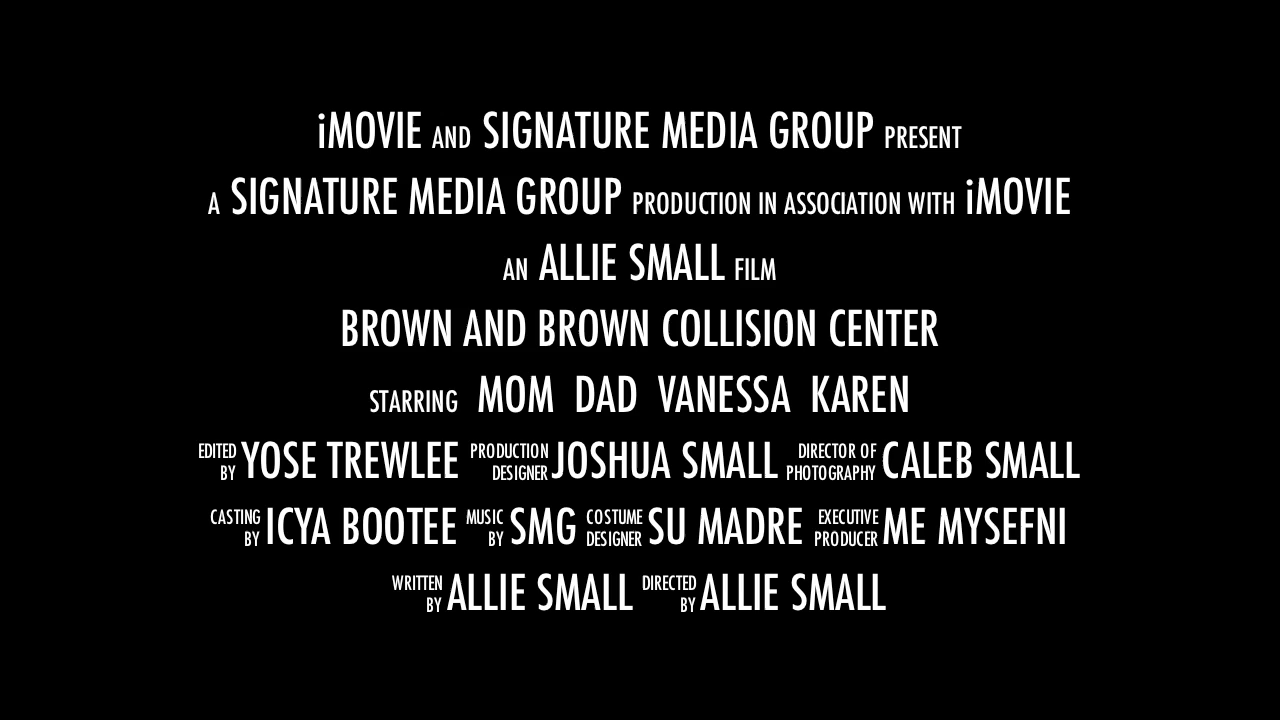 iMOVIE AND SIGNATURE MEDIA GROUP PRESENT
A SIGNATURE MEDIA GROUP PRODUCTION IN ASSOCIATION WITH iMOVIE
AN ALLIE SMALL FILM
BROWN AND BROWN COLLISION CENTER
STARRING MOM DAD VANESSA KAREN
EDITED BY YOSE TREWLEE PRODUCTION DESIGNER JOSHUA SMALL DIRECTOR OF PHOTOGRAPHY CALEB SMALL
CASTING BY ICYA BOOTEE MUSIC BY SMG COSTUME DESIGNER SU MADRE EXECUTIVE PRODUCER ME MYSEFNI
WRITTEN BY ALLIE SMALL DIRECTED BY ALLIE SMALL